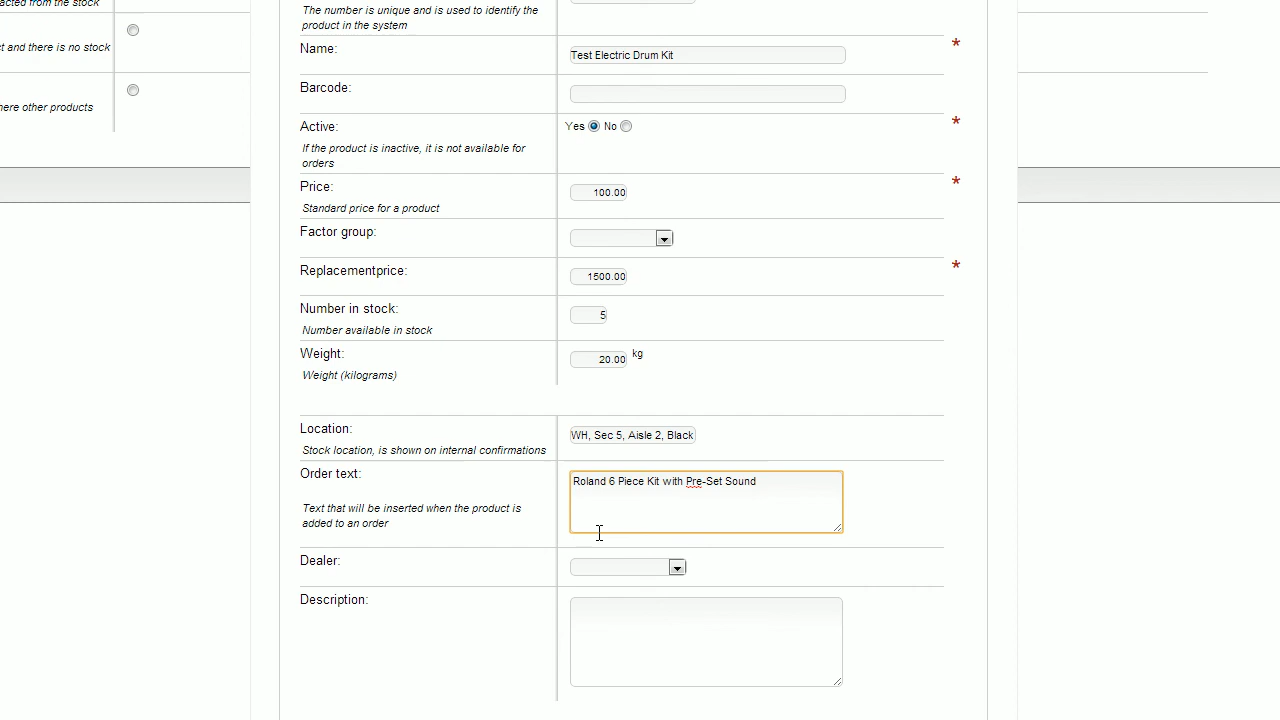 acted from the stock
ct and there is no stock
here other products
The number is unique and is used to identify the
product in the system
Name:
Test Electric Drum Kit
*
Barcode:
Active:
Yes No
*
If the product is inactive, it is not available for
orders
Price:
100.00
*
Standard price for a product
Factor group:
Replacementprice:
1500.00
*
Number in stock:
5
Number available in stock
Weight:
20.00 kg
Weight (kilograms)
Location:
WH, Sec 5, Aisle 2, Black
Stock location, is shown on internal confirmations
Order text:
Roland 6 Piece Kit with Pre-Set Sound
Text that will be inserted when the product is
added to an order
Dealer:
Description: